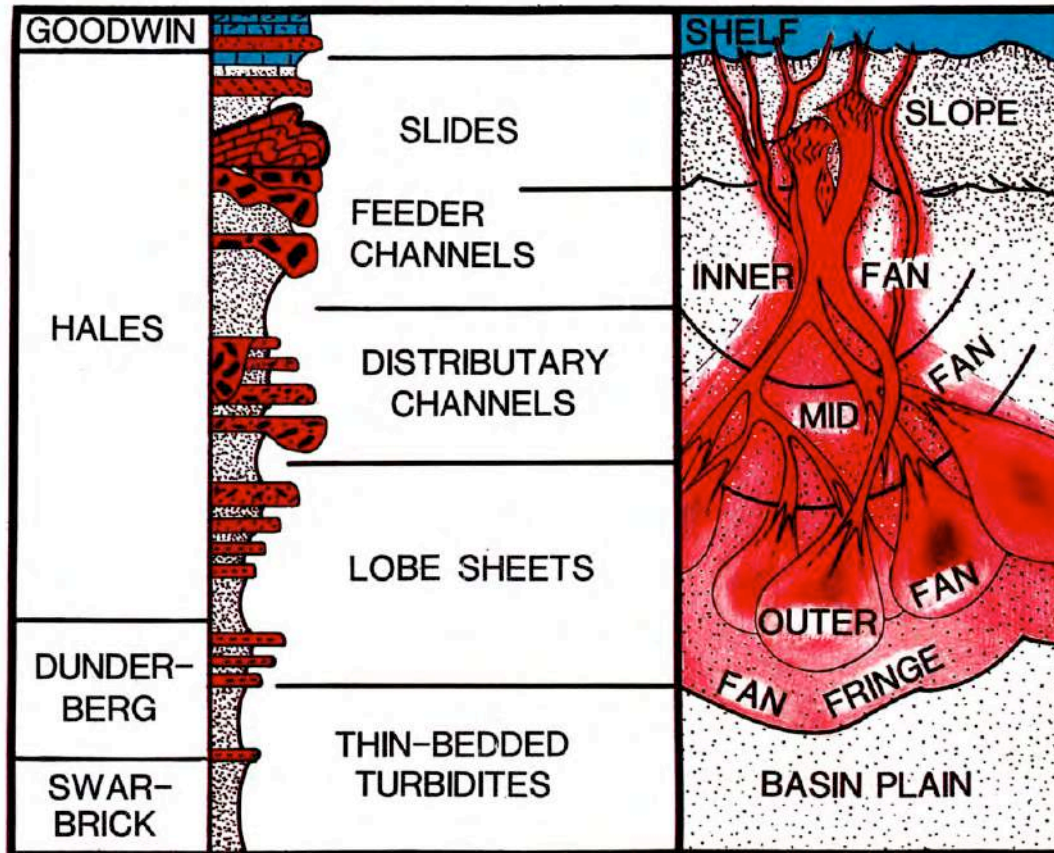 GOODWIN
HALES
DUNDER-
BERG
SWAR-
BRICK
SLIDES
FEEDER
CHANNELS
DISTRIBUTARY
CHANNELS
LOBE SHEETS
THIN-BEDDED
TURBIDITES
SHELF
SLOPE
INNER FAN
MID FAN
OUTER FAN
FAN FRINGE
BASIN PLAIN